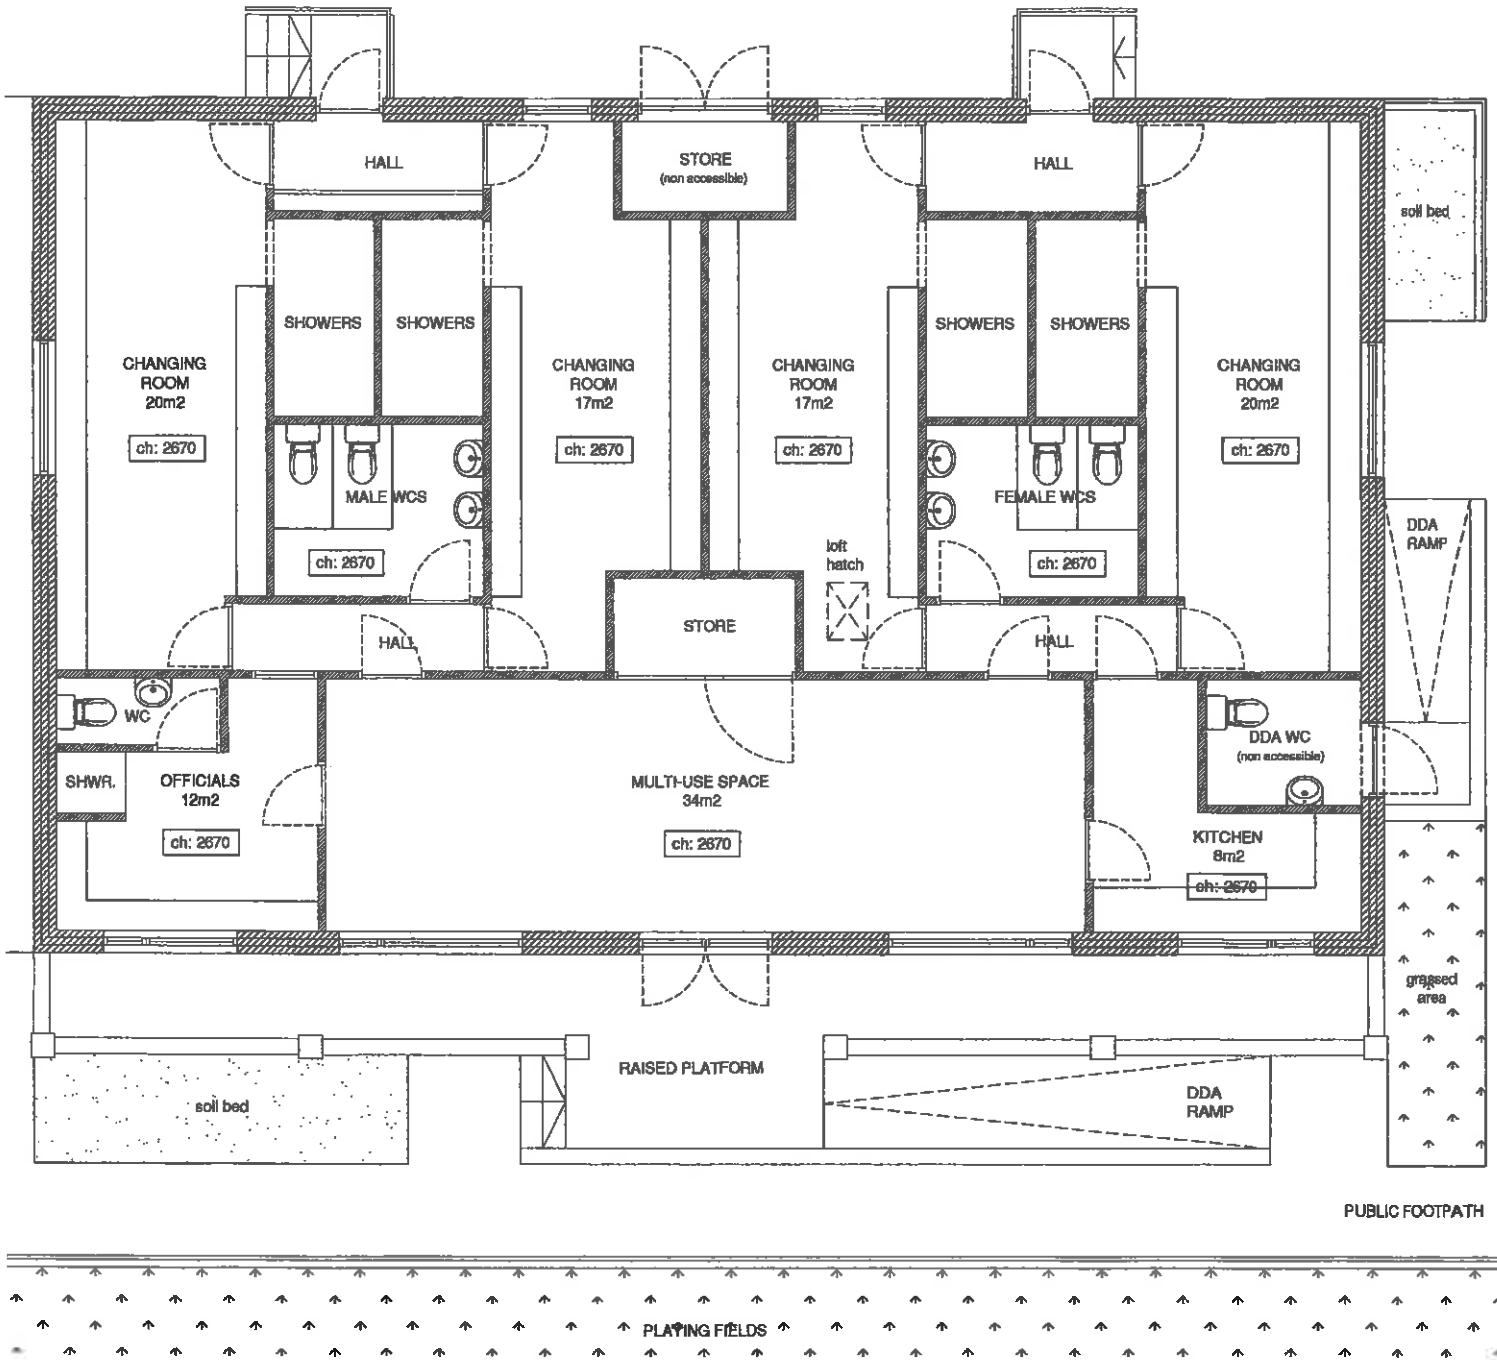 HALL
STORE
(non accessible)
HALL
soil bed
SHOWERS
SHOWERS
SHOWERS
SHOWERS
CHANGING
ROOM
20m2
ch: 2670
CHANGING
ROOM
17m2
ch: 2670
CHANGING
ROOM
17m2
ch: 2670
CHANGING
ROOM
20m2
ch: 2670
MALE WCS
ch: 2670
FEMALE WCS
ch: 2670
loft
hatch
DDA
RAMP
HALL
STORE
HALL
WC
SHWR.
OFFICIALS
12m2
ch: 2670
MULTI-USE SPACE
34m2
ch: 2670
DDA WC
(non accessible)
KITCHEN
8m2
ch: 2670
grassed
area
RAISED PLATFORM
soil bed
DDA
RAMP
PUBLIC FOOTPATH
PLAYING FIELDS